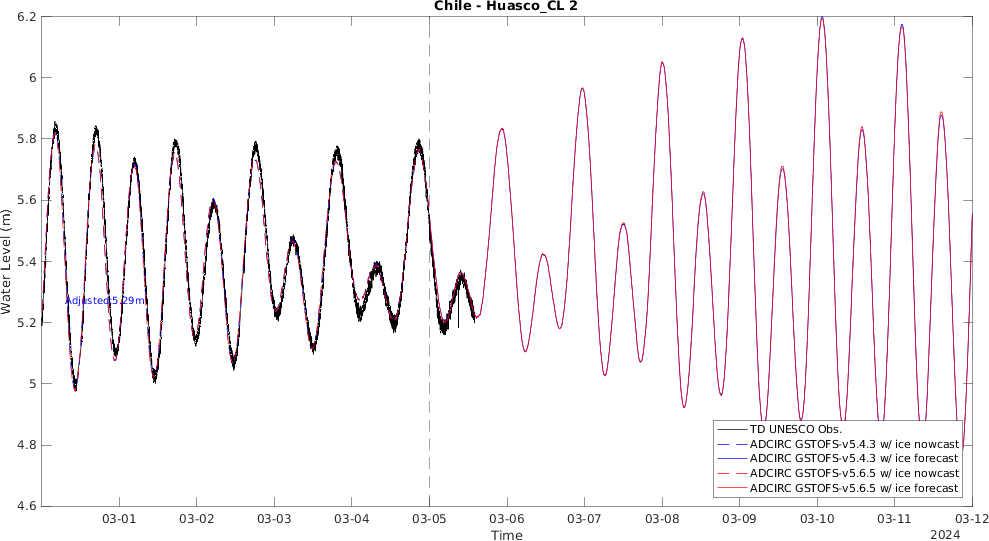 Chile - Huasco_CL 2
6.2
6
5.8
5.6
5.4
5.2
5
4.8
4.6
Water Level (m)
Adjusted:5.29m
TD UNESCO Obs.
ADCIRC GSTOFS-v5.4.3 w/ ice nowcast
ADCIRC GSTOFS-v5.4.3 w/ ice forecast
ADCIRC GSTOFS-v5.6.5 w/ ice nowcast
ADCIRC GSTOFS-v5.6.5 w/ ice forecast
03-01 03-02 03-03 03-04 03-05 03-06 03-07 03-08 03-09 03-10 03-11 03-12
Time
2024